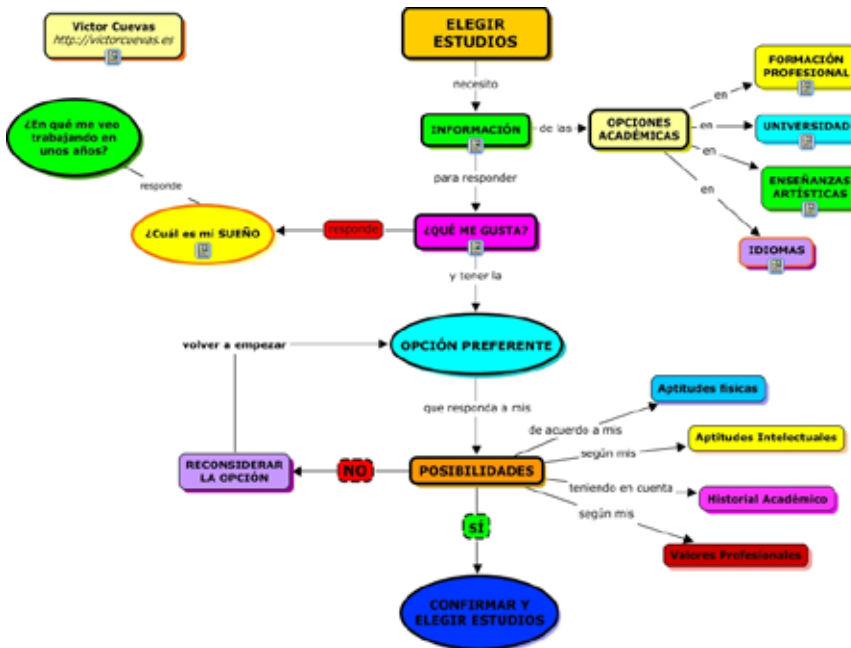 Victor Cuevas
http://victorcuevas.es
ELEGIR
ESTUDIOS
necesito
INFORMACIÓN
de las
OPCIONES
ACADÉMICAS
en
FORMACIÓN
PROFESIONAL
en
UNIVERSIDAD
en
ENSEÑANZAS
ARTÍSTICAS
en
IDIOMAS
¿En qué me veo
trabajando en
unos años?
responde
¿Cuál es mi SUEÑO
responde
para responder
¿QUÉ ME GUSTA?
y tener la
volver a empezar
OPCIÓN PREFERENTE
que responda a mis
RECONSIDERAR
LA OPCIÓN
NO
POSIBILIDADES
de acuerdo a mis
Aptitudes físicas
según mis
Aptitudes Intelectuales
teniendo en cuenta
Historial Académico
según mis
Valores Profesionales
SÍ
CONFIRMAR Y
ELEGIR ESTUDIOS